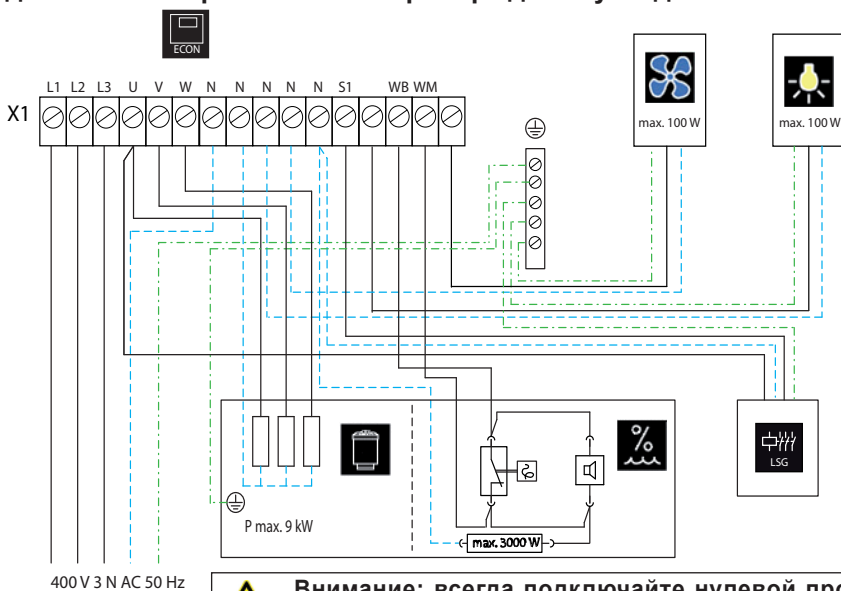 ECON
L1 L2 L3 U V W N N N N N S1 WB WM
X1
max. 100 W
max. 100 W
%
LSG
P max. 9 kW
max. 3000 W
400 V 3 N AC 50 Hz
Внимание: всегда подключайте нулевой